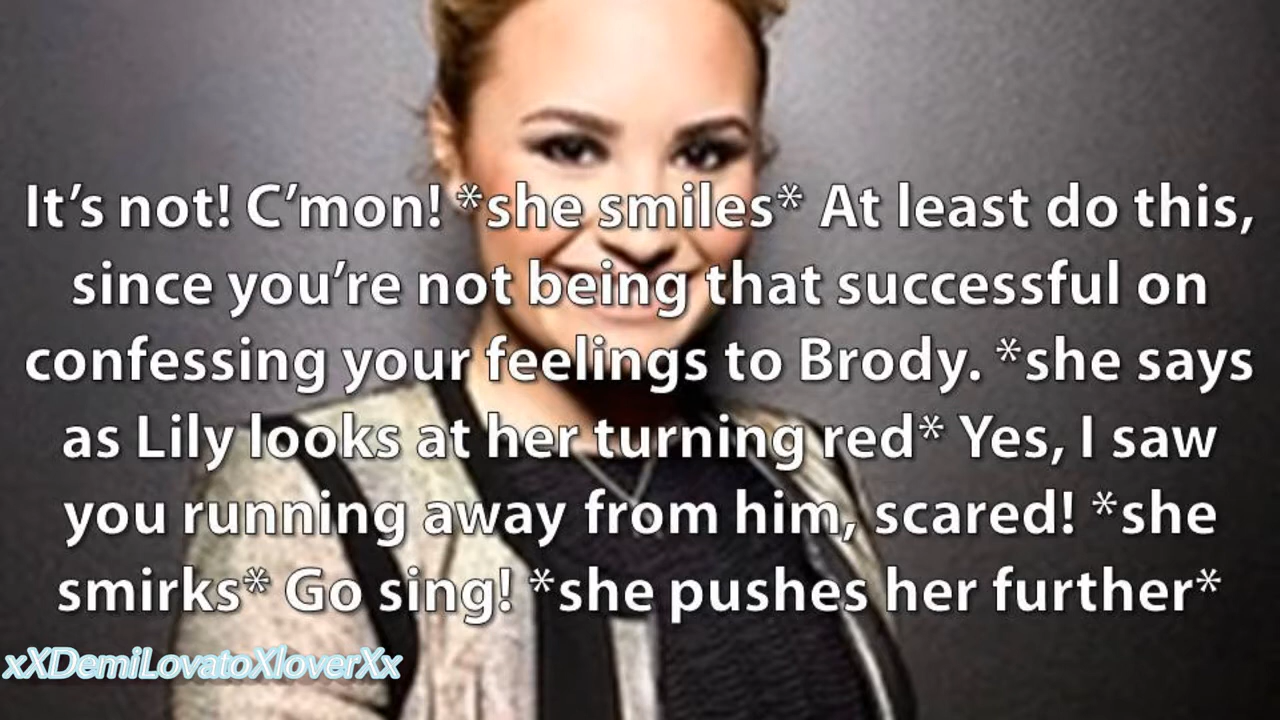 It’s not! C’mon! *she smiles* At least do this,
since you’re not being that successful on
confessing your feelings to Brody. *she says
as Lily looks at her turning red* Yes, I saw
you running away from him, scared! *she
smirks* Go sing! *she pushes her further*
xXDemiLovatoXloverXx